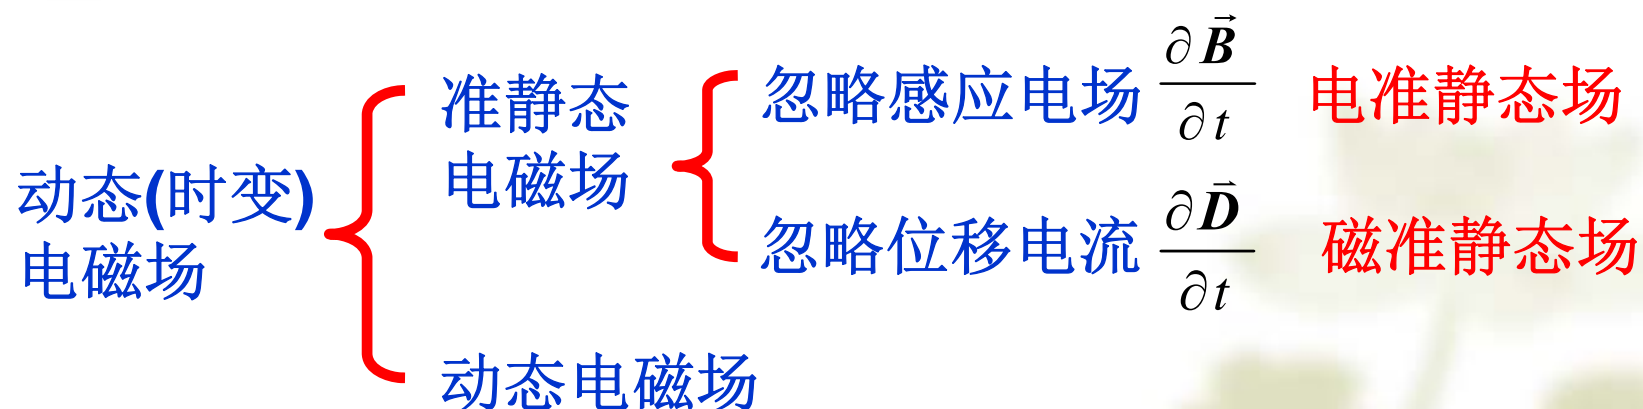 动态(时变)
电磁场
准静态
电磁场
忽略感应电场 ∂B⃗/∂t 电准静态场
忽略位移电流 ∂D⃗/∂t 磁准静态场
动态电磁场